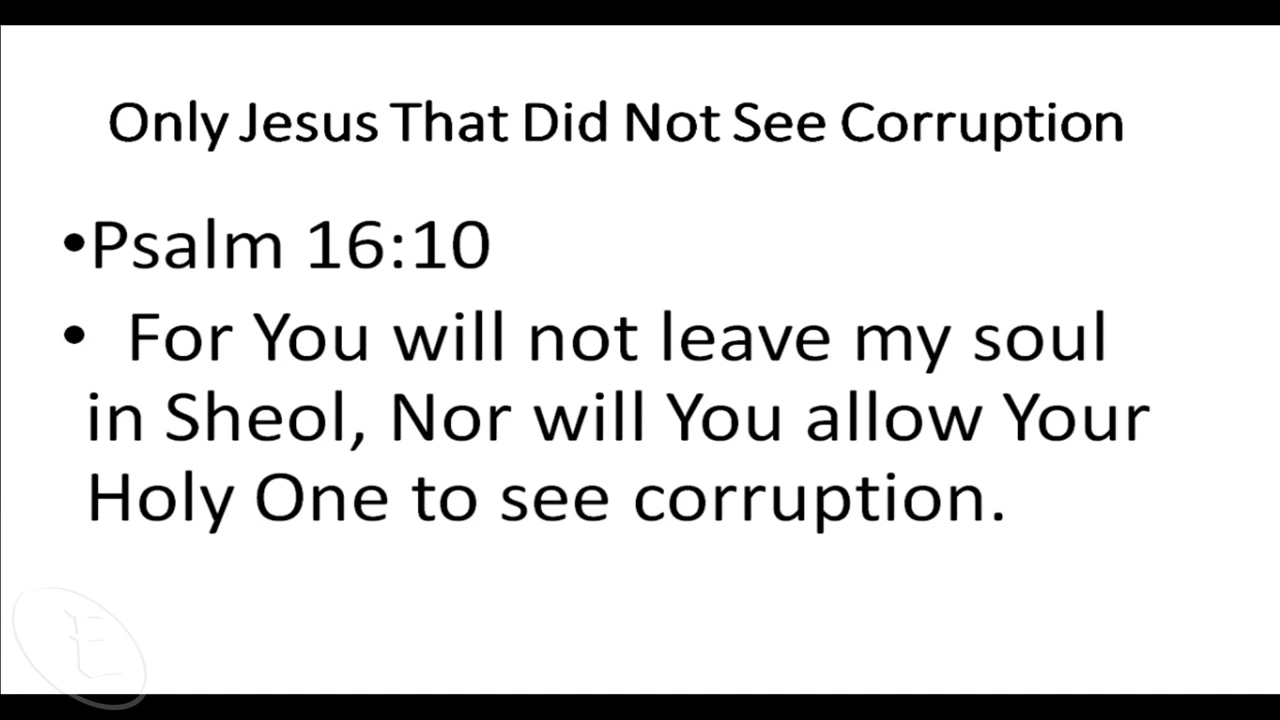 Only Jesus That Did Not See Corruption
•Psalm 16:10
• For You will not leave my soul
in Sheol, Nor will You allow Your
Holy One to see corruption.